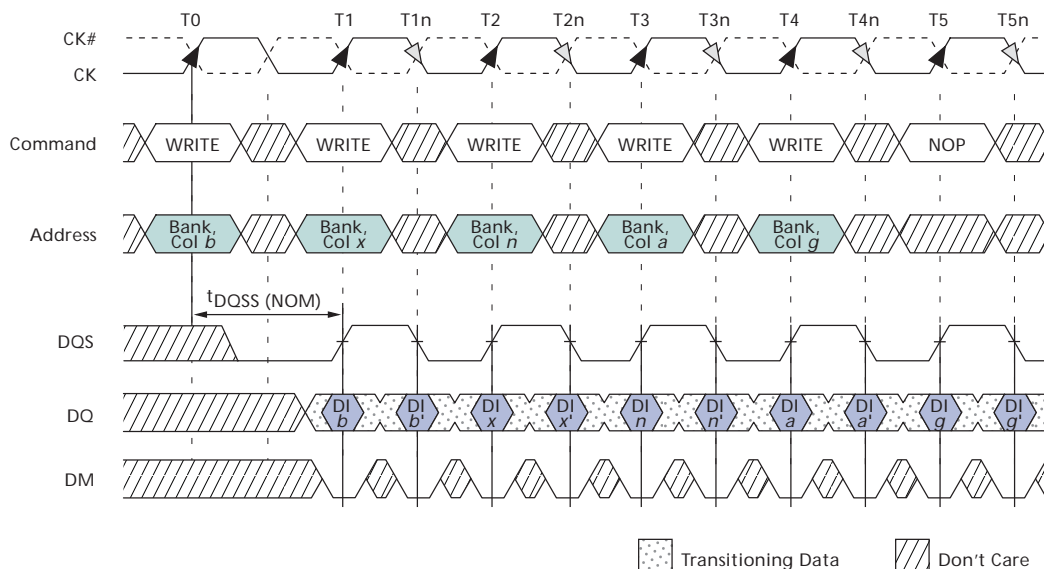 T0 T1 T1n T2 T2n T3 T3n T4 T4n T5 T5n
CK#
CK
Command WRITE WRITE WRITE WRITE WRITE NOP
Address Bank, Col b Bank, Col x Bank, Col n Bank, Col a Bank, Col g
tDQSS (NOM)
DQS
DQ DI b DI b' DI x DI x' DI n DI n' DI a DI a' DI g DI g'
DM
Transitioning Data Don't Care